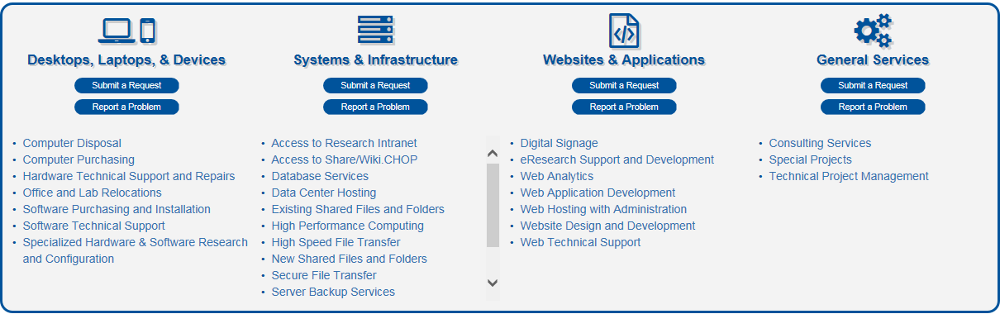 Desktops, Laptops, & Devices
Submit a Request
Report a Problem
• Computer Disposal
• Computer Purchasing
• Hardware Technical Support and Repairs
• Office and Lab Relocations
• Software Purchasing and Installation
• Software Technical Support
• Specialized Hardware & Software Research
and Configuration
Systems & Infrastructure
Submit a Request
Report a Problem
• Access to Research Intranet
• Access to Share/Wiki.CHOP
• Database Services
• Data Center Hosting
• Existing Shared Files and Folders
• High Performance Computing
• High Speed File Transfer
• New Shared Files and Folders
• Secure File Transfer
• Server Backup Services
Websites & Applications
Submit a Request
Report a Problem
• Digital Signage
• eResearch Support and Development
• Web Analytics
• Web Application Development
• Web Hosting with Administration
• Website Design and Development
• Web Technical Support
General Services
Submit a Request
Report a Problem
• Consulting Services
• Special Projects
• Technical Project Management